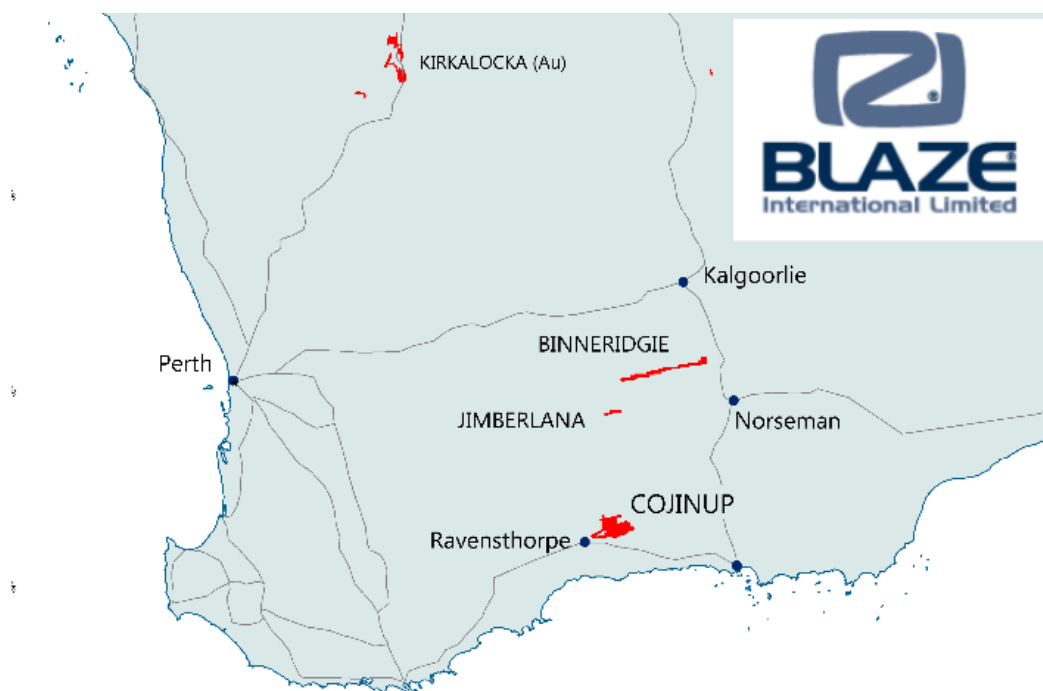 KIRKALOCKA (Au)
BLAZE®
International Limited
Kalgoorlie
BINNERIDGIE
Perth
JIMBERLANA
Norseman
COJINUP
Ravensthorpe